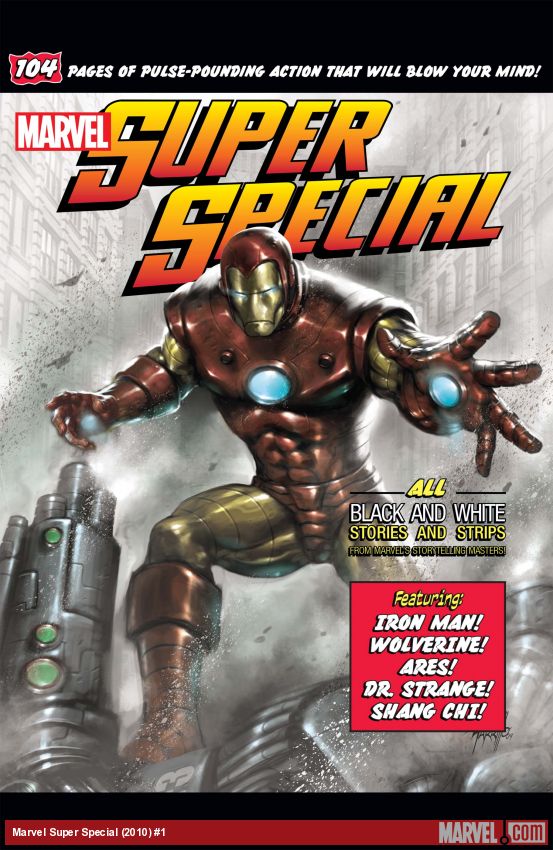 104 PAGES OF PULSE-POUNDING ACTION THAT WILL BLOW YOUR MIND!
MARVEL
SUPER
SPECIAL
ALL
BLACK AND WHITE
STORIES AND STRIPS
FROM MARVEL'S STORYTELLING MASTERS!
Featuring:
IRON MAN!
WOLVERINE!
ARES!
DR. STRANGE!
SHANG CHI!
Marvel Super Special (2010) #1
MARVEL.com